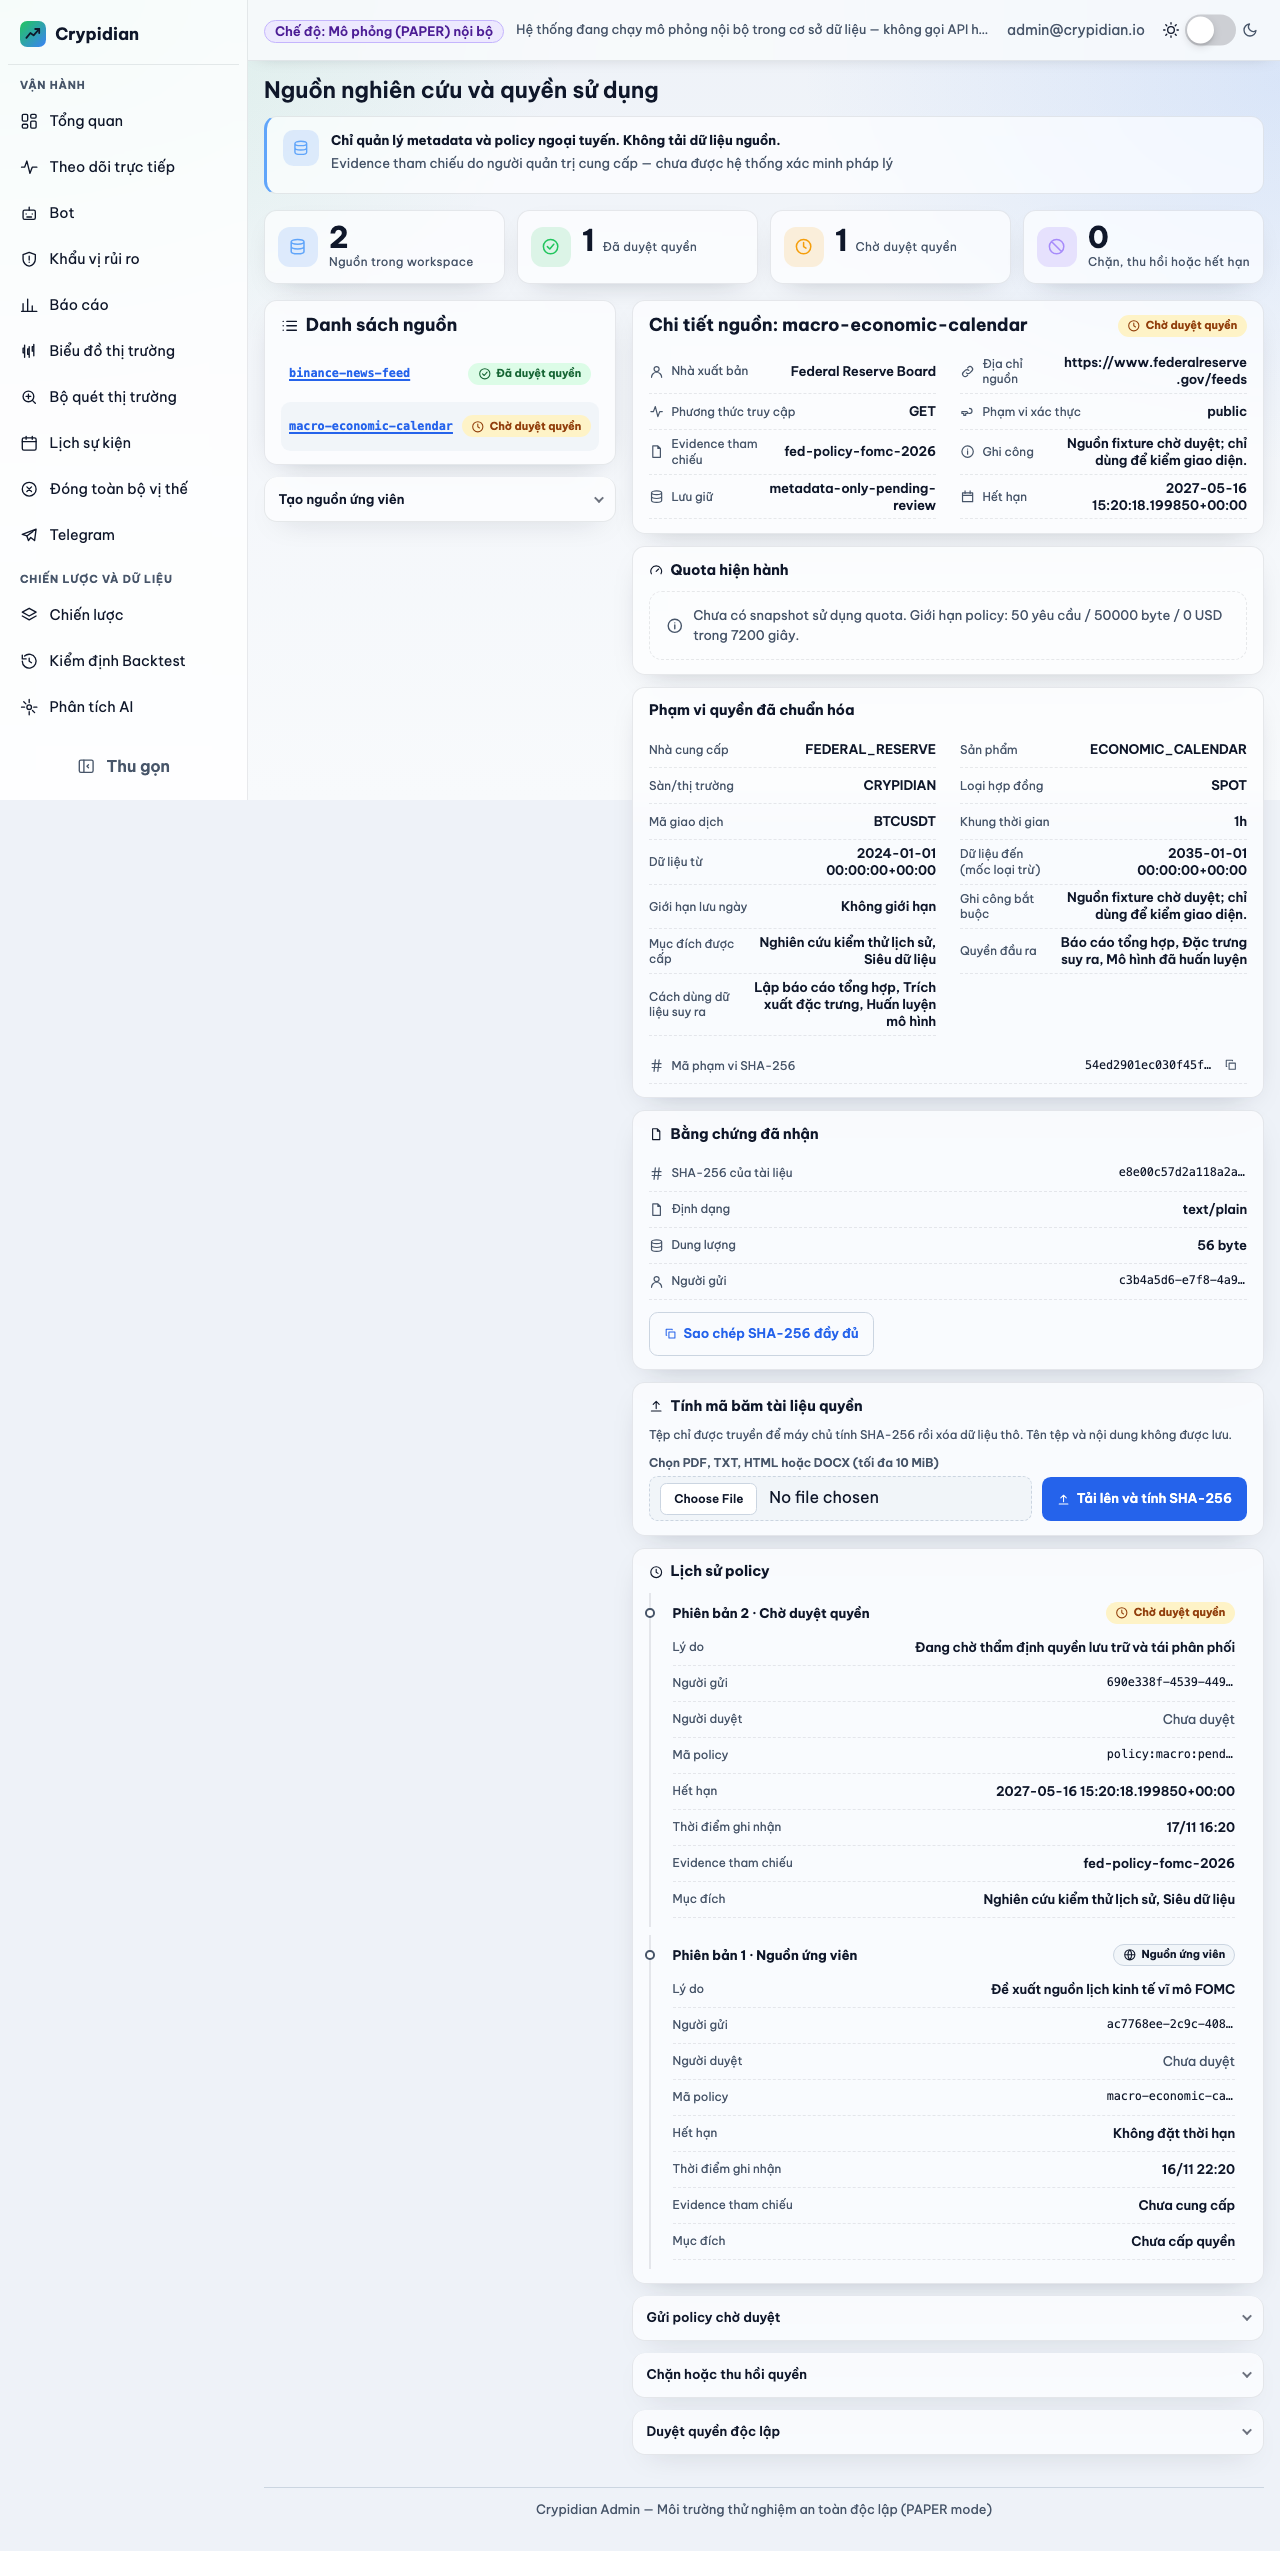 Crypidian
VẬN HÀNH
Tổng quan
Theo dõi trực tiếp
Bot
Khẩu vị rủi ro
Báo cáo
Biểu đồ thị trường
Bộ quét thị trường
Lịch sự kiện
Đóng toàn bộ vị thế
Telegram
CHIẾN LƯỢC VÀ DỮ LIỆU
Chiến lược
Kiểm định Backtest
Phân tích AI
Thu gọn
Chế độ: Mô phỏng (PAPER) nội bộ
Hệ thống đang chạy mô phỏng nội bộ trong cơ sở dữ liệu — không gọi API h...
admin@crypidian.io
Nguồn nghiên cứu và quyền sử dụng
Chỉ quản lý metadata và policy ngoại tuyến. Không tải dữ liệu nguồn.
Evidence tham chiếu do người quản trị cung cấp — chưa được hệ thống xác minh pháp lý
2
Nguồn trong workspace
1 Đã duyệt quyền
1 Chờ duyệt quyền
0
Chặn, thu hồi hoặc hết hạn
Danh sách nguồn
binance-news-feed Đã duyệt quyền
macro-economic-calendar Chờ duyệt quyền
Tạo nguồn ứng viên
Chi tiết nguồn: macro-economic-calendar Chờ duyệt quyền
Nhà xuất bản Federal Reserve Board
Địa chỉ nguồn https://www.federalreserve
.gov/feeds
Phương thức truy cập GET
Phạm vi xác thực public
Evidence tham chiếu fed-policy-fomc-2026
Ghi công Nguồn fixture chờ duyệt; chỉ
dùng để kiểm giao diện.
Lưu giữ metadata-only-pending-
review
Hết hạn 2027-05-16
15:20:18.199850+00:00
Quota hiện hành
Chưa có snapshot sử dụng quota. Giới hạn policy: 50 yêu cầu / 50000 byte / 0 USD
trong 7200 giây.
Phạm vi quyền đã chuẩn hóa
Nhà cung cấp FEDERAL_RESERVE
Sản phẩm ECONOMIC_CALENDAR
Sàn/thị trường CRYPIDIAN
Loại hợp đồng SPOT
Mã giao dịch BTCUSDT
Khung thời gian 1h
Dữ liệu từ 2024-01-01
00:00:00+00:00
Dữ liệu đến (mốc loại trừ) 2035-01-01
00:00:00+00:00
Giới hạn lưu ngày Không giới hạn
Ghi công bắt buộc Nguồn fixture chờ duyệt; chỉ
dùng để kiểm giao diện.
Mục đích được cấp Nghiên cứu kiểm thử lịch sử,
Siêu dữ liệu
Quyền đầu ra Báo cáo tổng hợp, Đặc trưng
suy ra, Mô hình đã huấn luyện
Cách dùng dữ liệu suy ra Lập báo cáo tổng hợp, Trích
xuất đặc trưng, Huấn luyện
mô hình
Mã phạm vi SHA-256 54ed2901ec030f45f…
Bằng chứng đã nhận
SHA-256 của tài liệu e8e00c57d2a118a2a…
Định dạng text/plain
Dung lượng 56 byte
Người gửi c3b4a5d6-e7f8-4a9…
Sao chép SHA-256 đầy đủ
Tính mã băm tài liệu quyền
Tệp chỉ được truyền để máy chủ tính SHA-256 rồi xóa dữ liệu thô. Tên tệp và nội dung không được lưu.
Chọn PDF, TXT, HTML hoặc DOCX (tối đa 10 MiB)
Choose File No file chosen
Tải lên và tính SHA-256
Lịch sử policy
Phiên bản 2 · Chờ duyệt quyền Chờ duyệt quyền
Lý do Đang chờ thẩm định quyền lưu trữ và tái phân phối
Người gửi 690e338f-4539-449…
Người duyệt Chưa duyệt
Mã policy policy:macro:pend…
Hết hạn 2027-05-16 15:20:18.199850+00:00
Thời điểm ghi nhận 17/11 16:20
Evidence tham chiếu fed-policy-fomc-2026
Mục đích Nghiên cứu kiểm thử lịch sử, Siêu dữ liệu
Phiên bản 1 · Nguồn ứng viên Nguồn ứng viên
Lý do Đề xuất nguồn lịch kinh tế vĩ mô FOMC
Người gửi ac7768ee-2c9c-408…
Người duyệt Chưa duyệt
Mã policy macro-economic-ca…
Hết hạn Không đặt thời hạn
Thời điểm ghi nhận 16/11 22:20
Evidence tham chiếu Chưa cung cấp
Mục đích Chưa cấp quyền
Gửi policy chờ duyệt
Chặn hoặc thu hồi quyền
Duyệt quyền độc lập
Crypidian Admin — Môi trường thử nghiệm an toàn độc lập (PAPER mode)